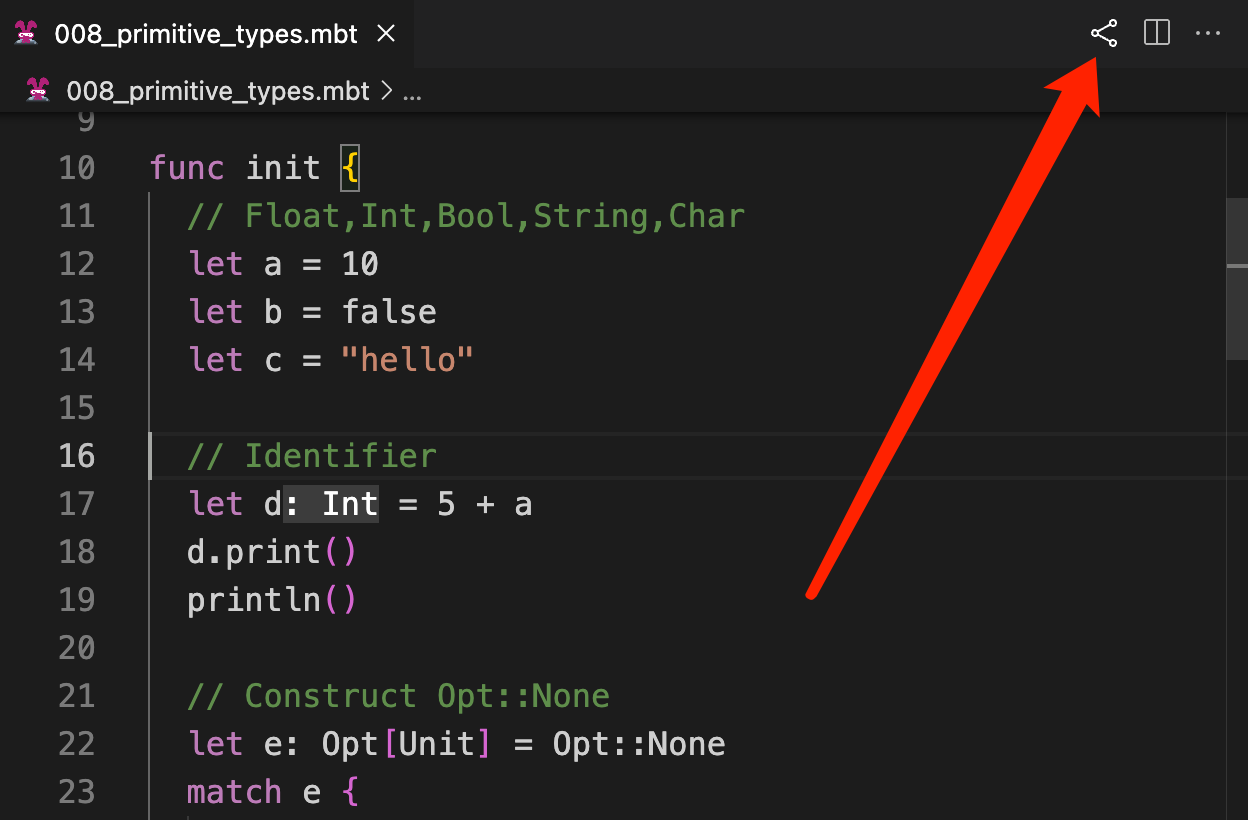 008_primitive_types.mbt
008_primitive_types.mbt > ...
9
10 func init {
11 // Float,Int,Bool,String,Char
12 let a = 10
13 let b = false
14 let c = "hello"
15
16 // Identifier
17 let d: Int = 5 + a
18 d.print()
19 println()
20
21 // Construct Opt::None
22 let e: Opt[Unit] = Opt::None
23 match e {